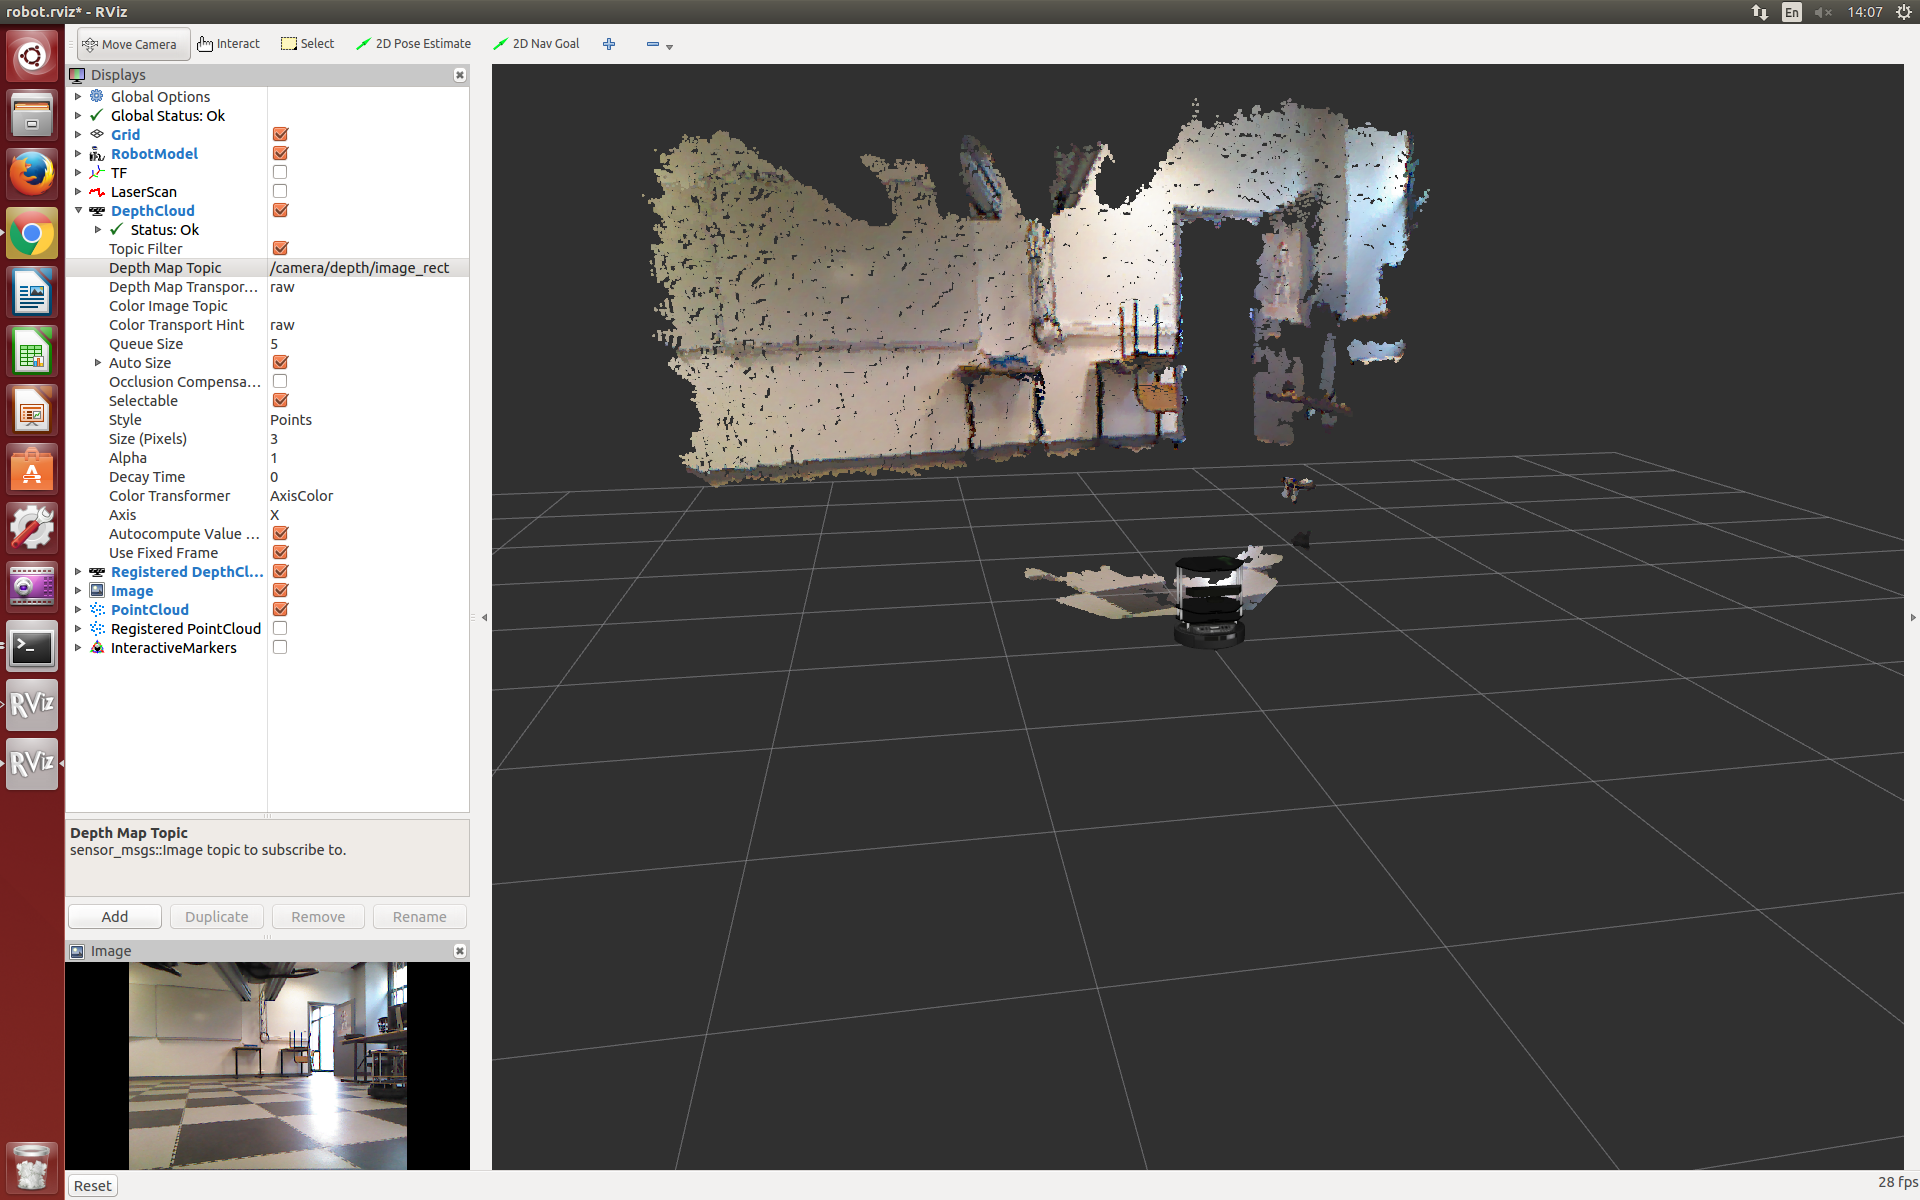 robot.rviz* - RViz
En
14:07
Move Camera
Interact
Select
2D Pose Estimate
2D Nav Goal
Displays
Global Options
Global Status: Ok
Grid
RobotModel
TF
LaserScan
DepthCloud
Status: Ok
Topic Filter
Depth Map Topic /camera/depth/image_rect
Depth Map Transpor... raw
Color Image Topic
Color Transport Hint raw
Queue Size 5
Auto Size
Occlusion Compensa...
Selectable
Style Points
Size (Pixels) 3
Alpha 1
Decay Time 0
Color Transformer AxisColor
Axis X
Autocompute Value ...
Use Fixed Frame
Registered DepthCl...
Image
PointCloud
Registered PointCloud
InteractiveMarkers
Depth Map Topic
sensor_msgs::Image topic to subscribe to.
Add Duplicate Remove Rename
Image
Reset
28 fps
RViz
RViz